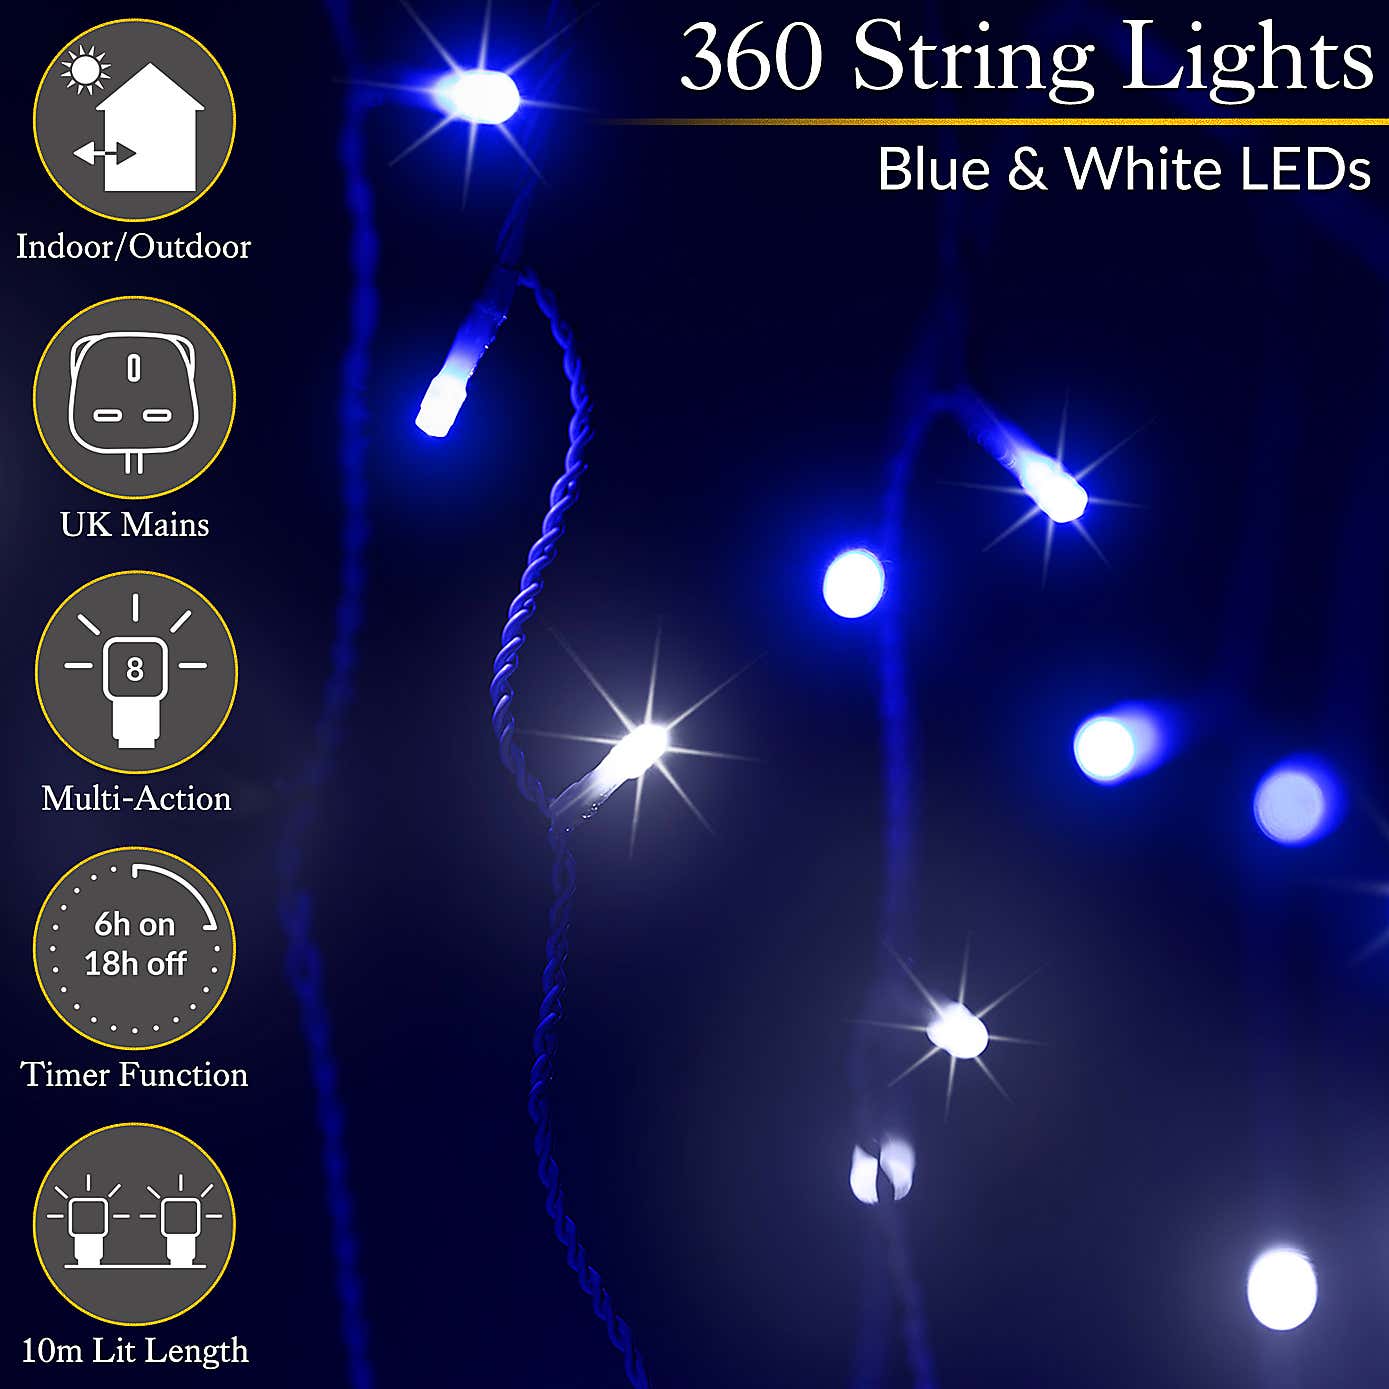 360 String Lights
Blue & White LEDs
Indoor/Outdoor
UK Mains
8
Multi-Action
6h on
18h off
Timer Function
10m Lit Length